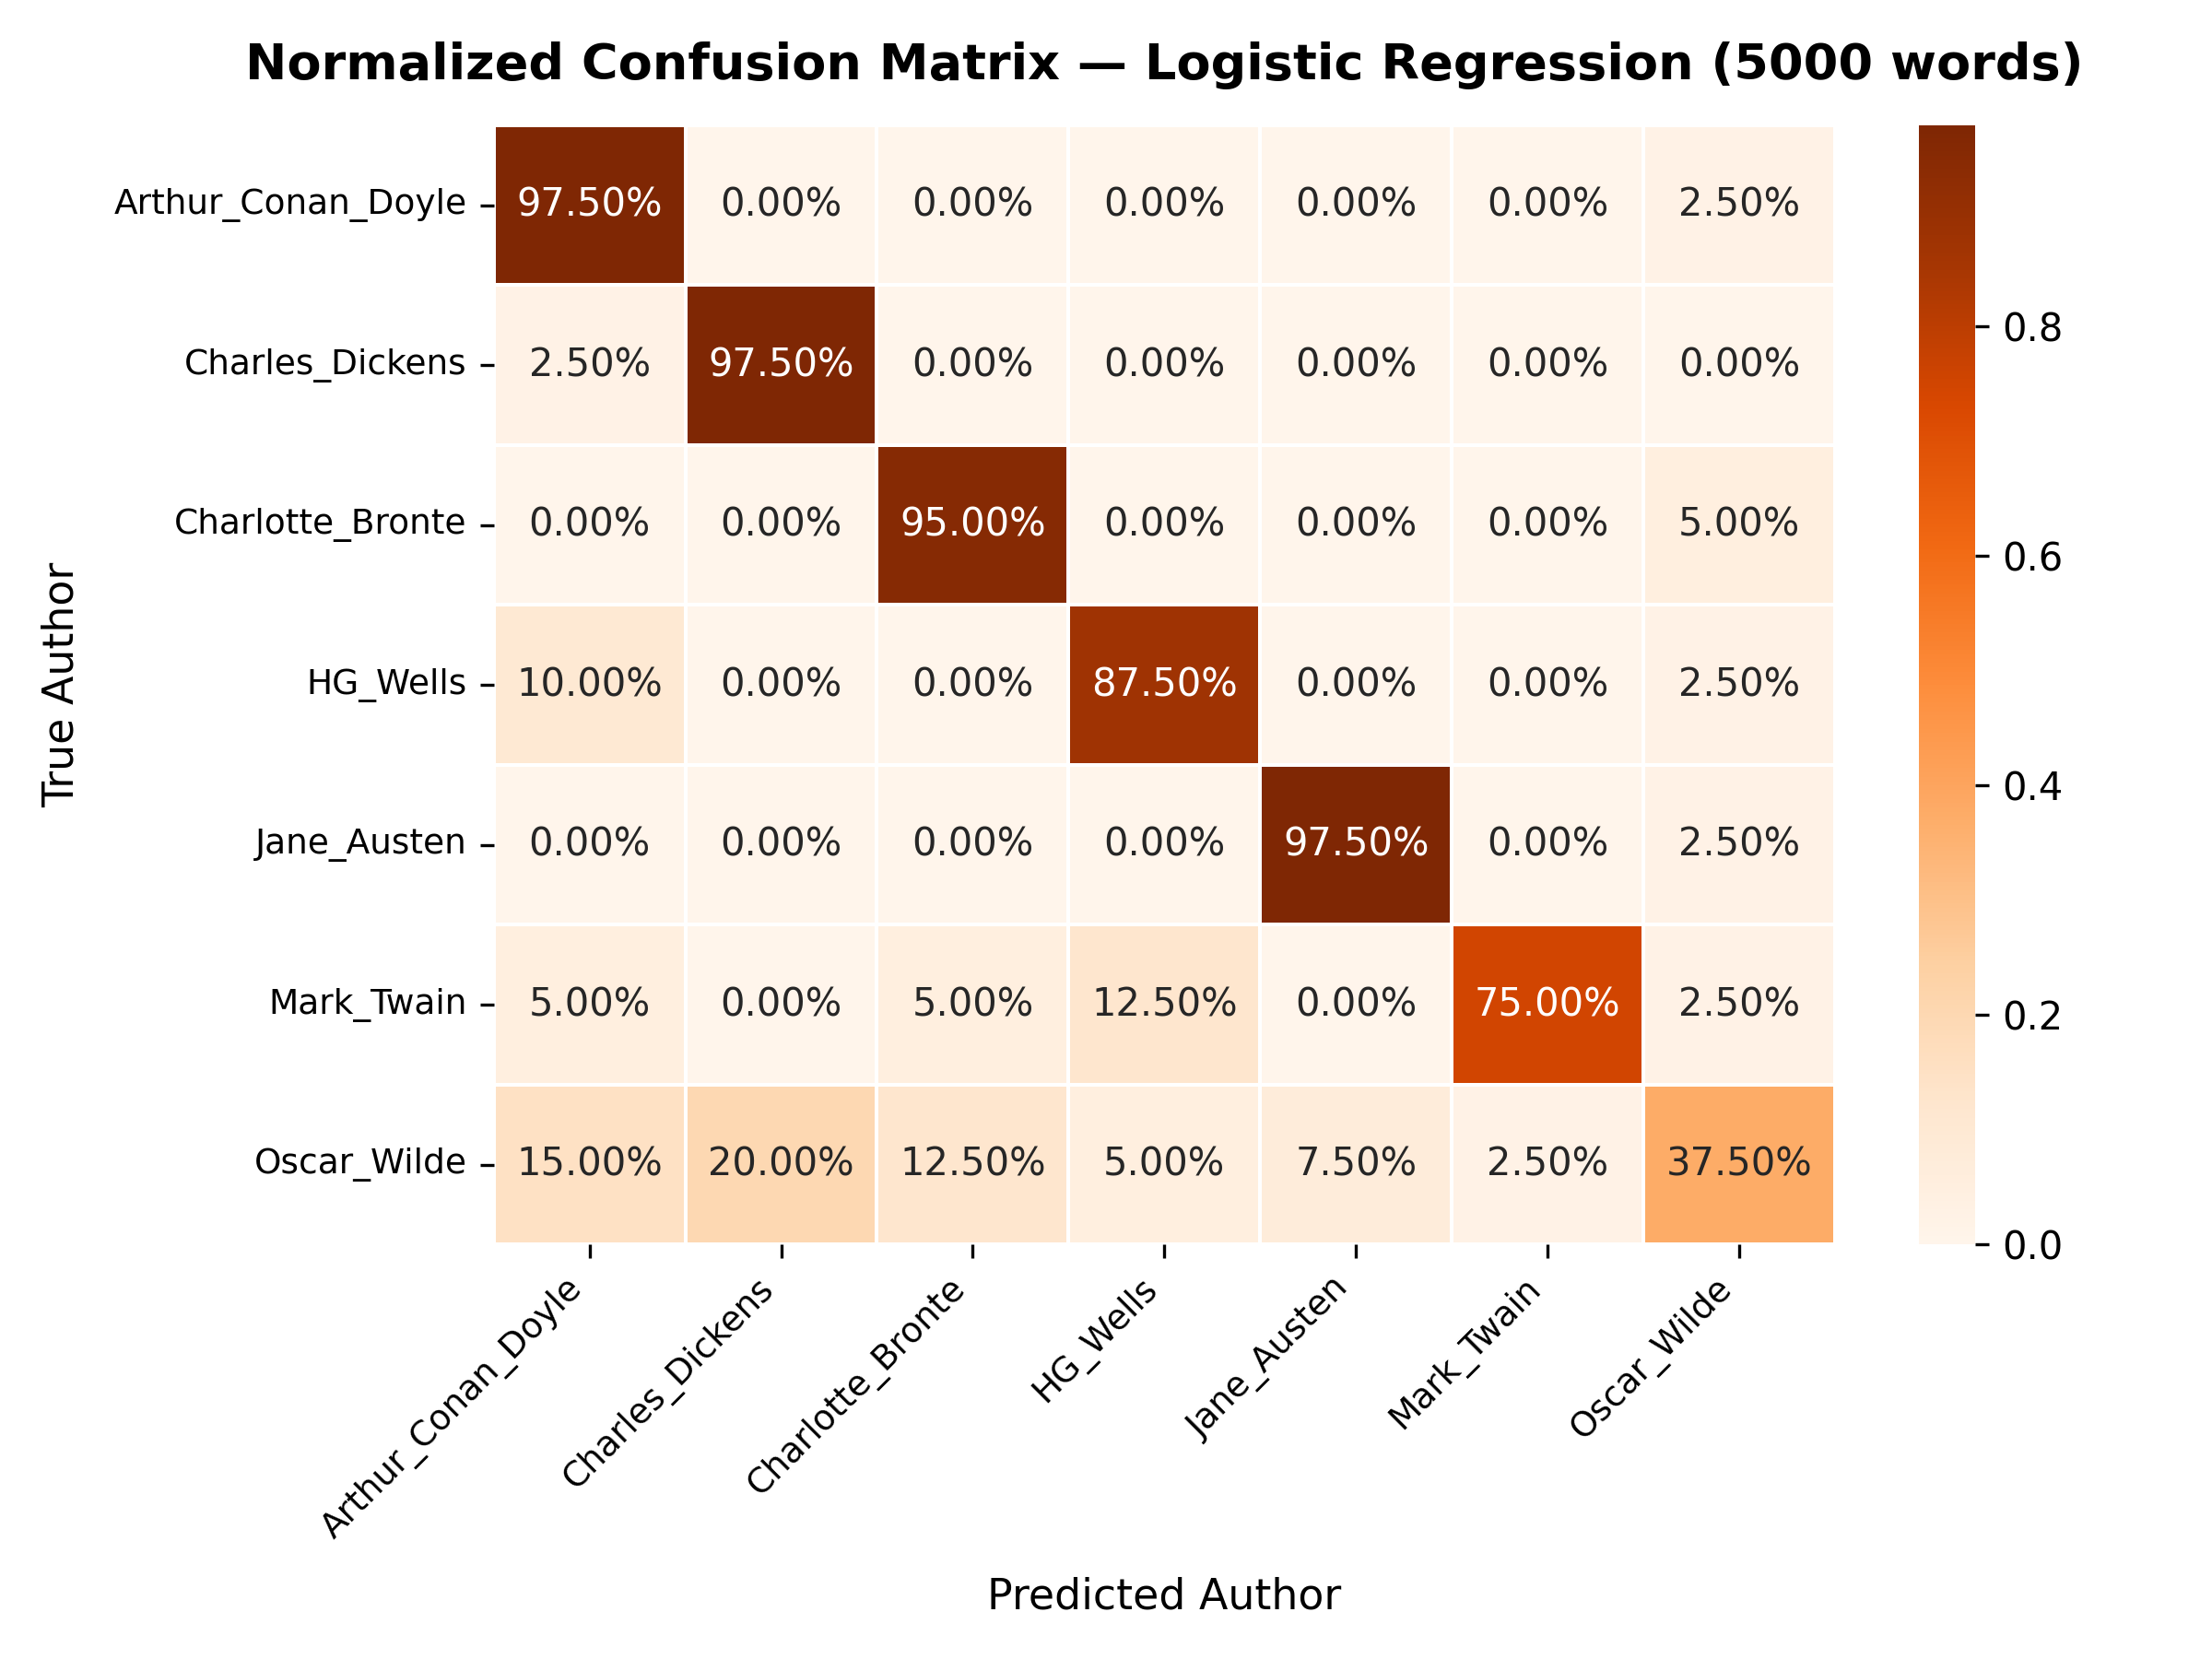 Normalized Confusion Matrix — Logistic Regression (5000 words)
True Author
Arthur_Conan_Doyle 97.50% 0.00% 0.00% 0.00% 0.00% 0.00% 2.50%
Charles_Dickens 2.50% 97.50% 0.00% 0.00% 0.00% 0.00% 0.00%
Charlotte_Bronte 0.00% 0.00% 95.00% 0.00% 0.00% 0.00% 5.00%
HG_Wells 10.00% 0.00% 0.00% 87.50% 0.00% 0.00% 2.50%
Jane_Austen 0.00% 0.00% 0.00% 0.00% 97.50% 0.00% 2.50%
Mark_Twain 5.00% 0.00% 5.00% 12.50% 0.00% 75.00% 2.50%
Oscar_Wilde 15.00% 20.00% 12.50% 5.00% 7.50% 2.50% 37.50%
Arthur_Conan_Doyle Charles_Dickens Charlotte_Bronte HG_Wells Jane_Austen Mark_Twain Oscar_Wilde
Predicted Author
0.8
0.6
0.4
0.2
0.0